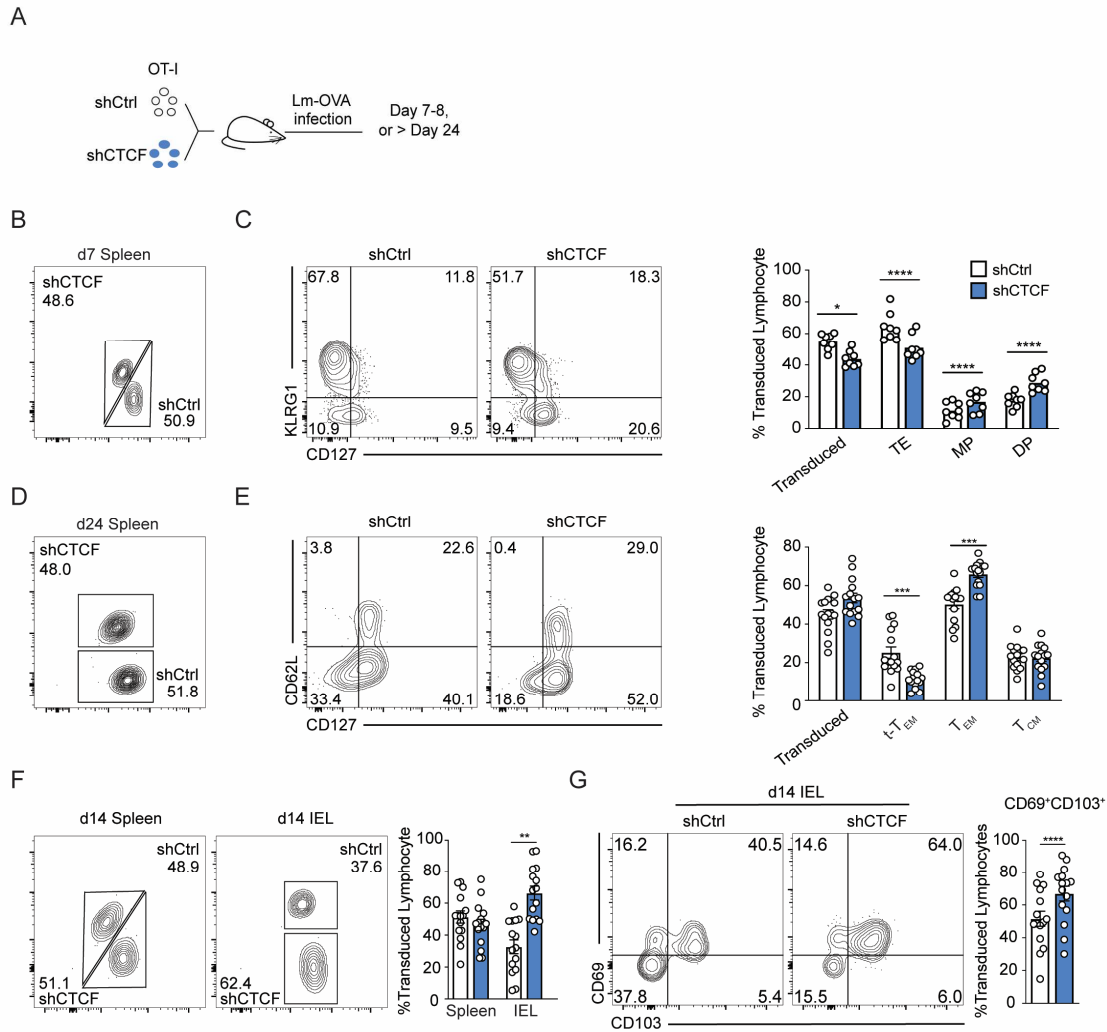 A
OT-I
shCtrl
shCTCF
Lm-OVA
infection
Day 7-8,
or > Day 24
B
d7 Spleen
shCTCF
48.6
shCtrl
50.9
C
shCtrl
shCTCF
67.8
11.8
51.7
18.3
10.9
9.5
9.4
20.6
KLRG1
CD127
% Transduced Lymphocyte
100
80
60
40
20
0
*
****
****
****
shCtrl
shCTCF
Transduced
TE
MP
DP
D
d24 Spleen
shCTCF
48.0
shCtrl
51.8
E
shCtrl
shCTCF
3.8
22.6
0.4
29.0
33.4
40.1
18.6
52.0
CD62L
CD127
% Transduced Lymphocyte
80
60
40
20
0
***
***
Transduced
t-TEM
TEM
TCM
F
d14 Spleen
d14 IEL
shCtrl
48.9
51.1
shCTCF
shCtrl
37.6
62.4
shCTCF
%Transduced Lymphocyte
100
80
60
40
20
0
**
Spleen
IEL
G
d14 IEL
shCtrl
shCTCF
16.2
40.5
14.6
64.0
37.8
5.4
15.5
6.0
CD69
CD103
CD69+CD103+
%Transduced Lymphocytes
100
80
60
40
20
0
****